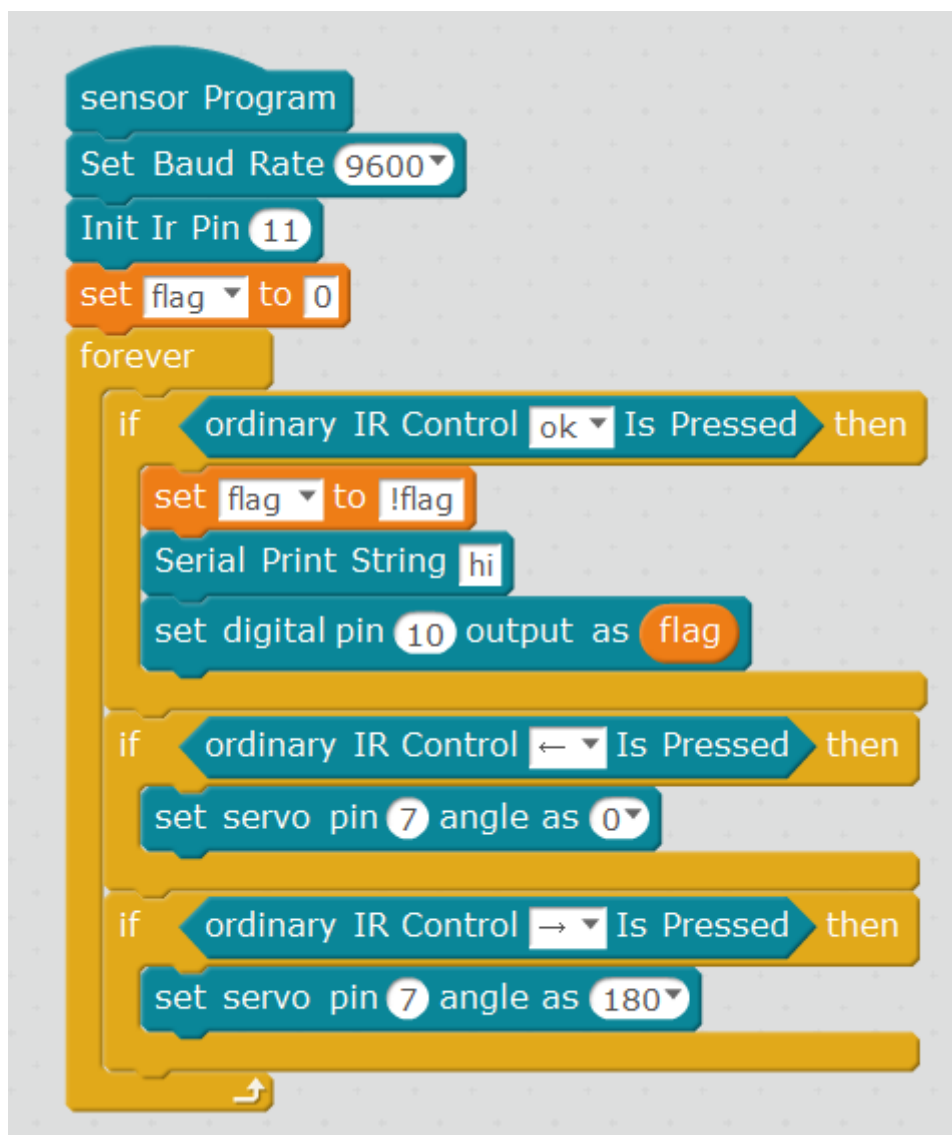 sensor Program
Set Baud Rate 9600
Init Ir Pin 11
set flag to 0
forever
if ordinary IR Control ok Is Pressed then
set flag to !flag
Serial Print String hi
set digital pin 10 output as flag
if ordinary IR Control ← Is Pressed then
set servo pin 7 angle as 0
if ordinary IR Control → Is Pressed then
set servo pin 7 angle as 180